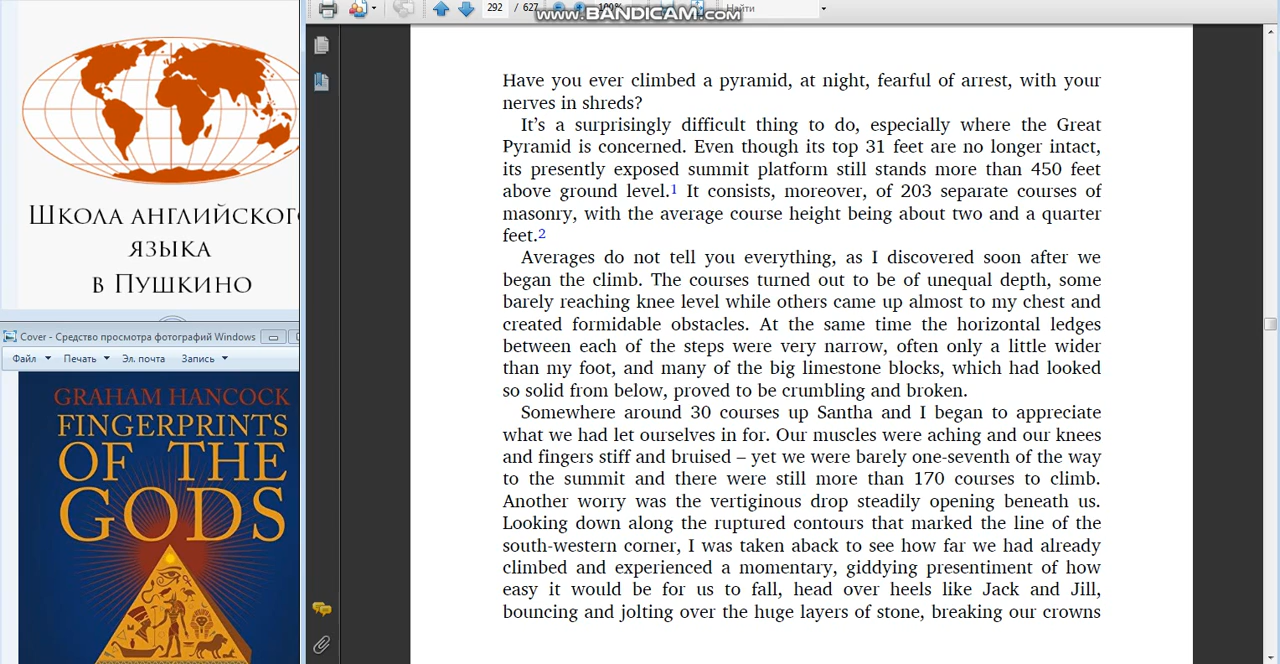 292 / 627
www.BANDICAM.com
Найти
ШКОЛА АНГЛИЙСКОГО
ЯЗЫКА
В ПУШКИНО
Cover - Средство просмотра фотографий Windows
Файл Печать Эл. почта Запись
GRAHAM HANCOCK
FINGERPRINTS
OF THE
GODS
Have you ever climbed a pyramid, at night, fearful of arrest, with your
nerves in shreds?
It’s a surprisingly difficult thing to do, especially where the Great
Pyramid is concerned. Even though its top 31 feet are no longer intact,
its presently exposed summit platform still stands more than 450 feet
above ground level.1 It consists, moreover, of 203 separate courses of
masonry, with the average course height being about two and a quarter
feet.2
Averages do not tell you everything, as I discovered soon after we
began the climb. The courses turned out to be of unequal depth, some
barely reaching knee level while others came up almost to my chest and
created formidable obstacles. At the same time the horizontal ledges
between each of the steps were very narrow, often only a little wider
than my foot, and many of the big limestone blocks, which had looked
so solid from below, proved to be crumbling and broken.
Somewhere around 30 courses up Santha and I began to appreciate
what we had let ourselves in for. Our muscles were aching and our knees
and fingers stiff and bruised – yet we were barely one-seventh of the way
to the summit and there were still more than 170 courses to climb.
Another worry was the vertiginous drop steadily opening beneath us.
Looking down along the ruptured contours that marked the line of the
south-western corner, I was taken aback to see how far we had already
climbed and experienced a momentary, giddying presentiment of how
easy it would be for us to fall, head over heels like Jack and Jill,
bouncing and jolting over the huge layers of stone, breaking our crowns